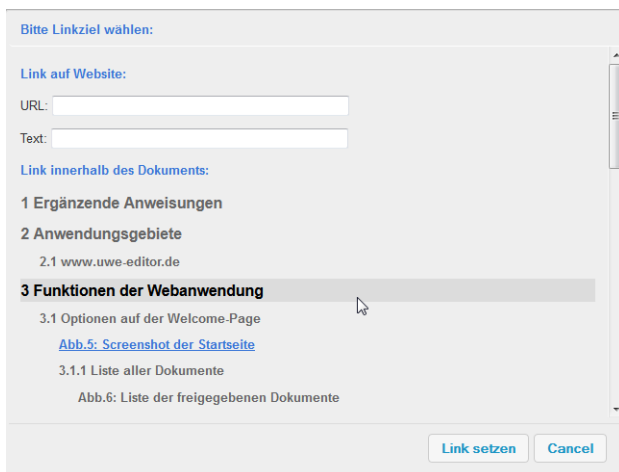 Bitte Linkziel wählen:
Link auf Website:
URL:
Text:
Link innerhalb des Dokuments:
1 Ergänzende Anweisungen
2 Anwendungsgebiete
2.1 www.uwe-editor.de
3 Funktionen der Webanwendung
3.1 Optionen auf der Welcome-Page
Abb.5: Screenshot der Startseite
3.1.1 Liste aller Dokumente
Abb.6: Liste der freigegebenen Dokumente
Link setzen Cancel